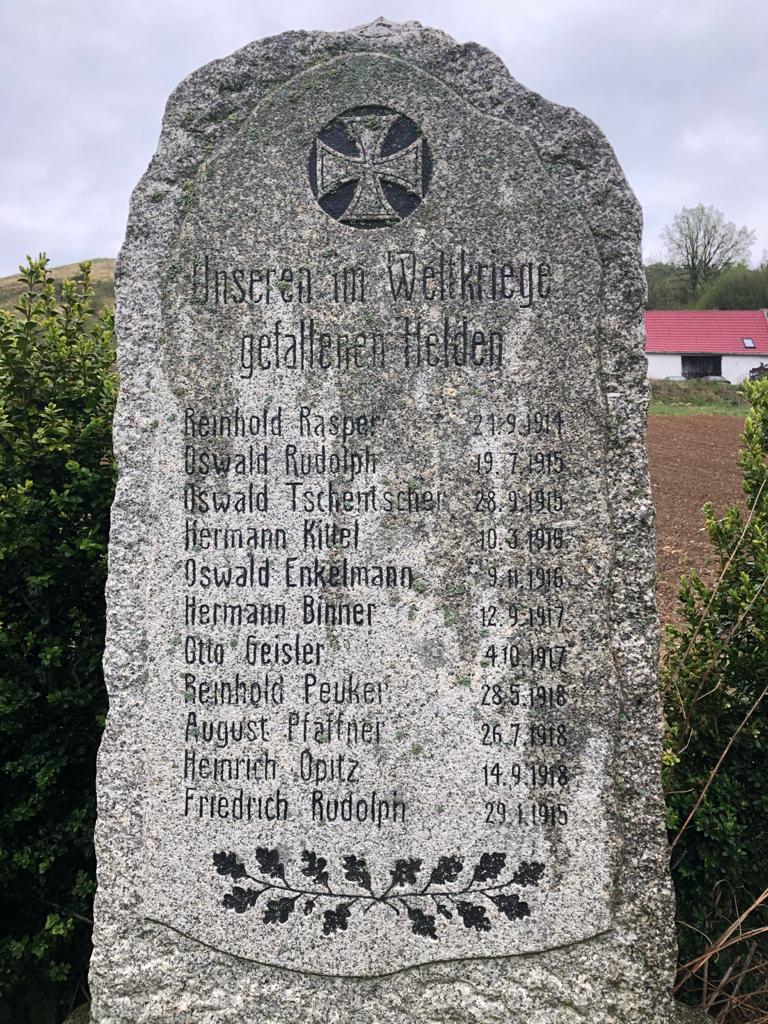 Unseren im Weltkriege
gefallenen Helden
Reinhold Rasper 21.9.1914
Oswald Rudolph 19.7.1915
Oswald Tschentscher 28.9.1915
Hermann Kittel 10.3.1916
Oswald Enkelmann 9.11.1916
Hermann Binner 12.9.1917
Otto Geisler 4.10.1917
Reinhold Peuker 28.5.1918
August Pfaffner 26.7.1918
Heinrich Opitz 14.9.1918
Friedrich Rudolph 29.1.1915